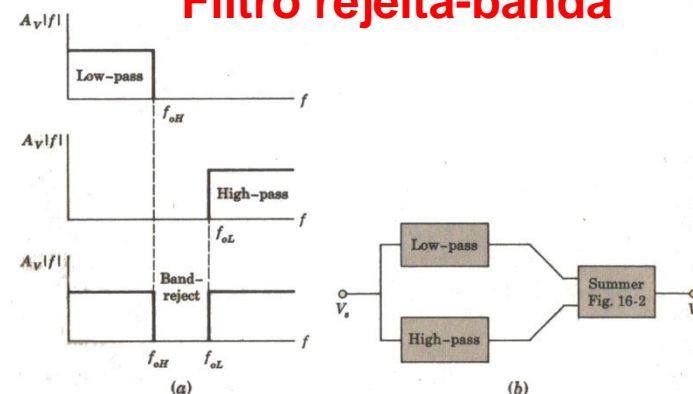 Filtro rejeita-banda
A_V|f|
Low-pass
f
f_oH
A_V|f|
High-pass
f
f_oL
A_V|f|
Band-
reject
f
f_oH f_oL
(a)
Low-pass
Summer
Fig. 16-2
V_s
High-pass
(b)